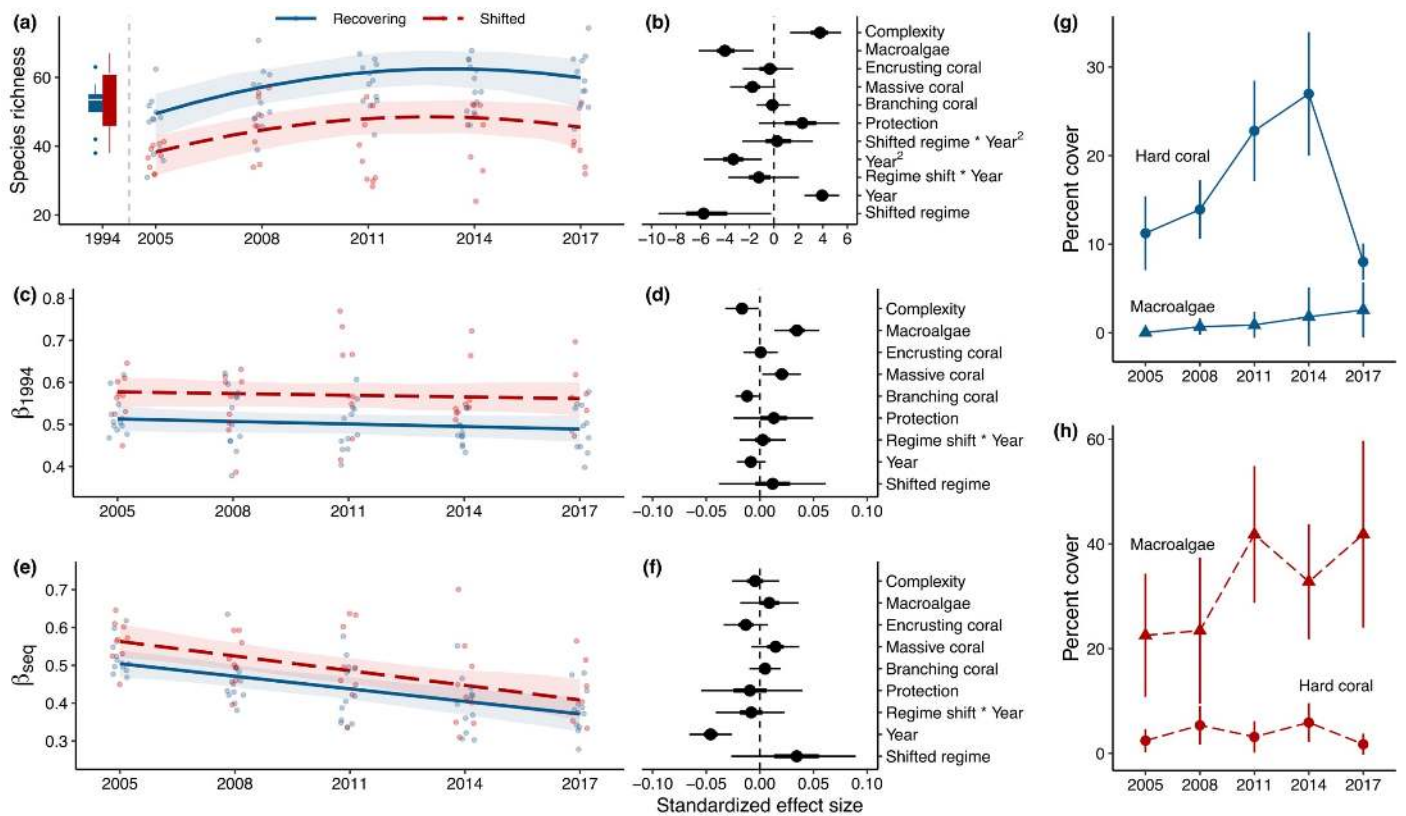 (a)
Recovering
Shifted
Species richness
60
40
20
1994 2005 2008 2011 2014 2017
(b)
Complexity
Macroalgae
Encrusting coral
Massive coral
Branching coral
Protection
Shifted regime * Year²
Year²
Regime shift * Year
Year
Shifted regime
−10 −8 −6 −4 −2 0 2 4 6
(c)
β1994
0.8
0.7
0.6
0.5
0.4
2005 2008 2011 2014 2017
(d)
Complexity
Macroalgae
Encrusting coral
Massive coral
Branching coral
Protection
Regime shift * Year
Year
Shifted regime
−0.10 −0.05 0.00 0.05 0.10
(e)
βseq
0.7
0.6
0.5
0.4
0.3
2005 2008 2011 2014 2017
(f)
Complexity
Macroalgae
Encrusting coral
Massive coral
Branching coral
Protection
Regime shift * Year
Year
Shifted regime
−0.10 −0.05 0.00 0.05 0.10
Standardized effect size
(g)
Percent cover
30
20
10
0
Hard coral
Macroalgae
2005 2008 2011 2014 2017
(h)
Percent cover
60
40
20
0
Macroalgae
Hard coral
2005 2008 2011 2014 2017